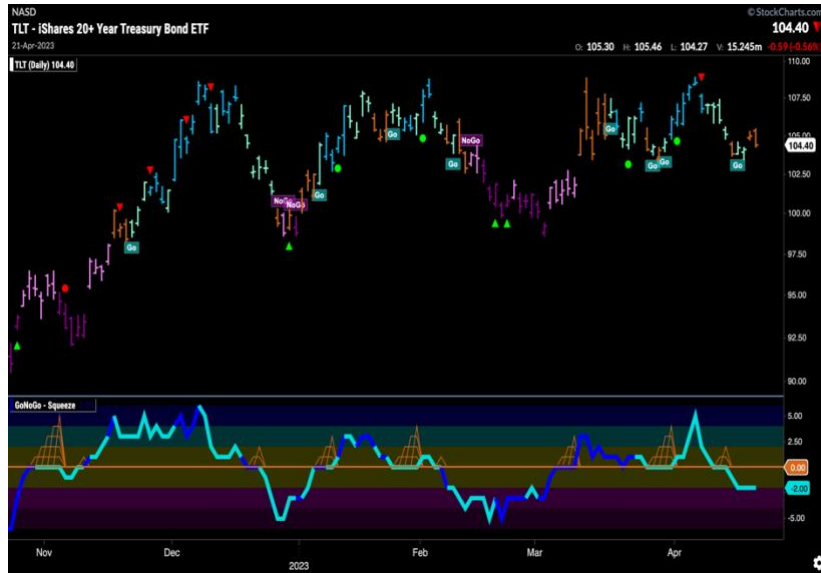 NASD
© StockCharts.com
TLT - iShares 20+ Year Treasury Bond ETF
104.40
21-Apr-2023
O: 105.30 H: 105.46 L: 104.27 V: 15.245m -0.59 (-0.56%
TLT (Daily) 104.40
110.00
107.50
105.00
104.40
102.50
100.00
97.50
95.00
92.50
90.00
Go
NoGo
NoGo
Go
Go
Go
NoGo
Go
Go
Go
Go
GoNoGo - Squeeze
5.00
2.50
0.00
-2.00
-5.00
Nov
Dec
2023
Feb
Mar
Apr